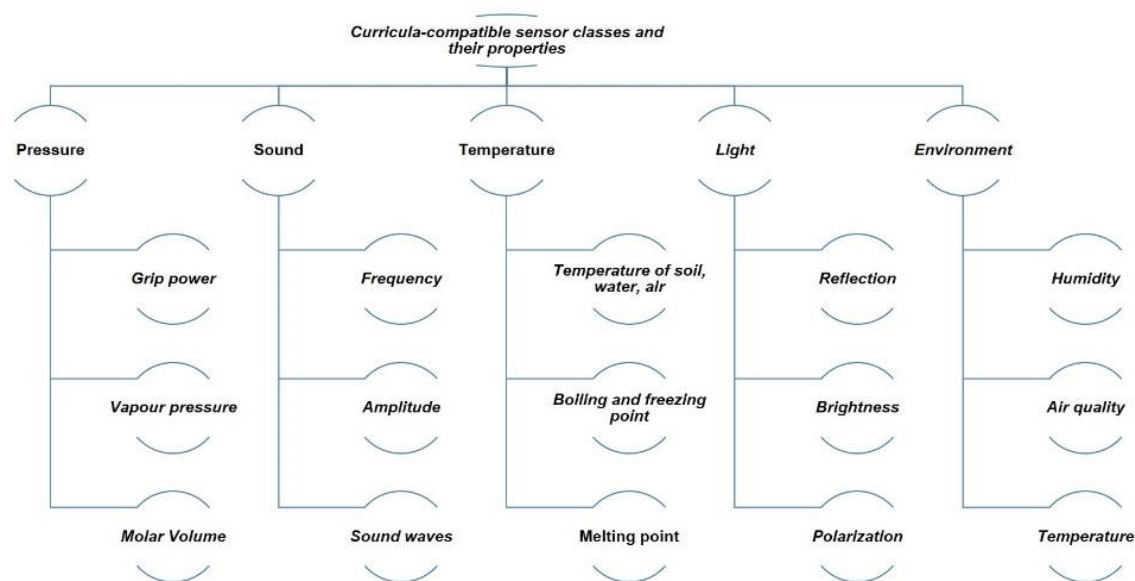 Curricula-compatible sensor classes and
their properties
Pressure
Sound
Temperature
Light
Environment
Grip power
Frequency
Temperature of soil,
water, air
Reflection
Humidity
Vapour pressure
Amplitude
Boiling and freezing
point
Brightness
Air quality
Molar Volume
Sound waves
Melting point
Polarization
Temperature